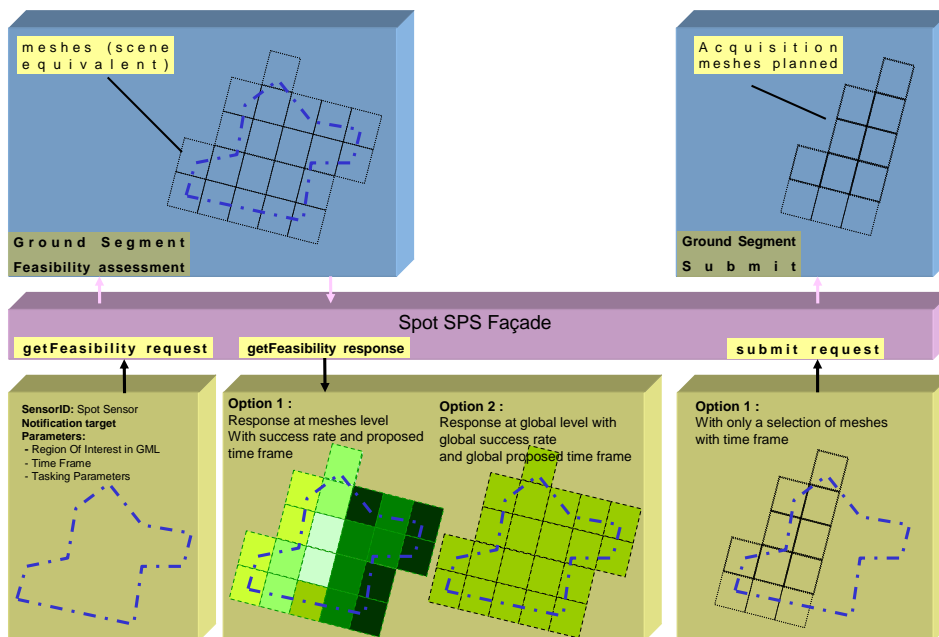 meshes (scene
equivalent)
Acquisition
meshes planned
Ground Segment
Feasibility assessment
Ground Segment
Submit
Spot SPS Façade
getFeasibility request
getFeasibility response
submit request
SensorID: Spot Sensor
Notification target
Parameters:
- Region Of Interest in GML
- Time Frame
- Tasking Parameters
Option 1 :
Response at meshes level
With success rate and proposed
time frame
Option 2 :
Response at global level with
global success rate
and global proposed time frame
Option 1 :
With only a selection of meshes
with time frame